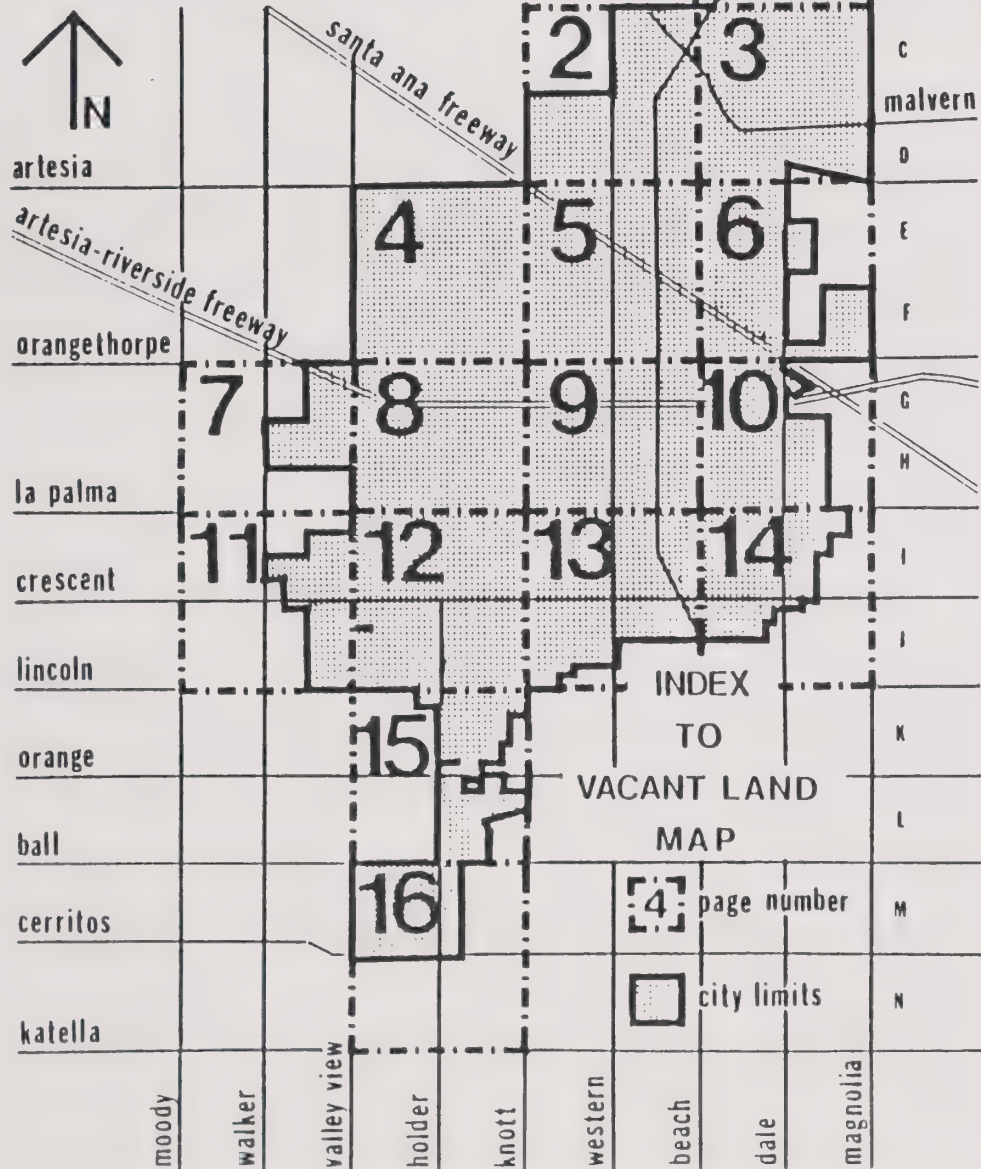 2
3
C
santa ana freeway
malvern
N
D
artesia
4
5
6
E
artesia-riverside freeway
F
orangethorpe
7
8
9
10
G
H
la palma
11
12
13
14
I
crescent
J
lincoln
INDEX
TO
VACANT LAND
MAP
15
K
orange
L
ball
16
4 page number
M
cerritos
city limits
N
katella
moody
walker
valley view
holder
knott
western
beach
dale
magnolia